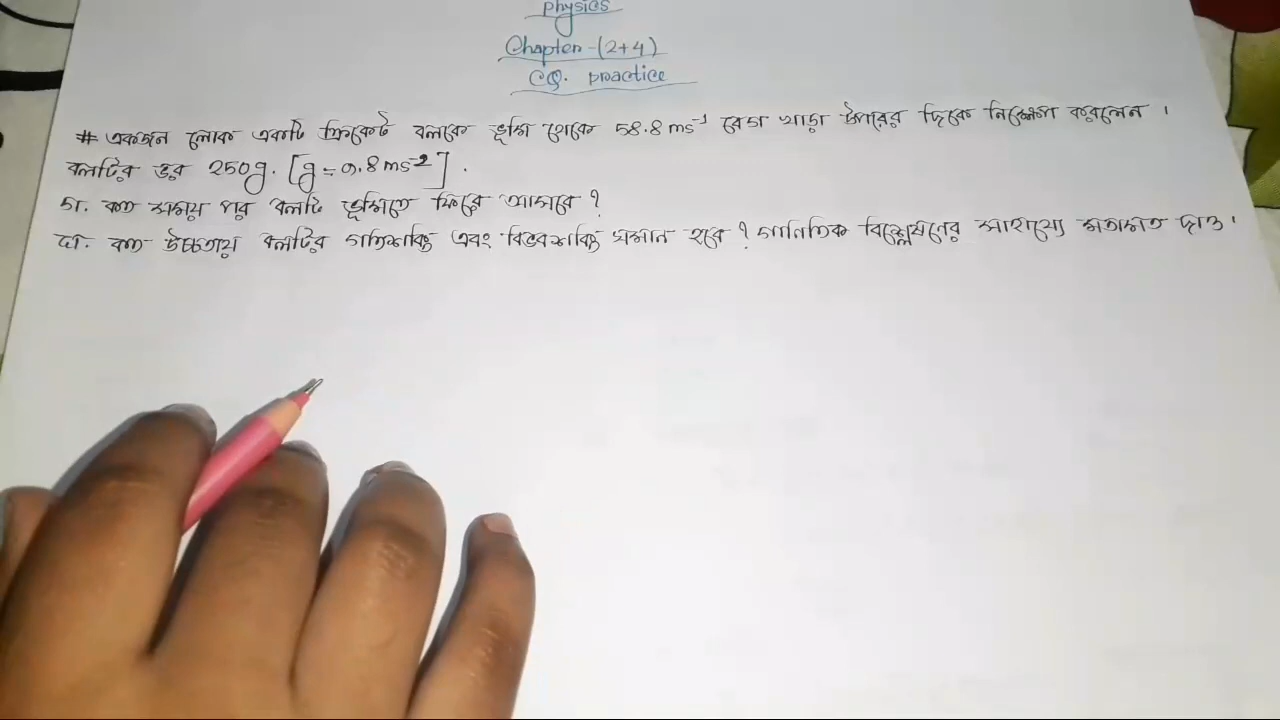 Physics
Chapter-(2+4)
CQ. practice
# একজন লোক একটি ক্রিকেট বলকে ভূমি থেকে 58.8 ms⁻¹ বেগে খাড়া উপরের দিকে নিক্ষেপ করলেন ।
বলটির ভর 250g. [g = 9.8 ms⁻²] .
গ. কত সময় পর বলটি ভূমিতে ফিরে আসবে ?
ঘ. কত উচ্চতায় বলটির গতিশক্তি এবং বিভবশক্তি সমান হবে ? গানিতিক বিশ্লেষনের সাহায্যে মতামত দাও ।